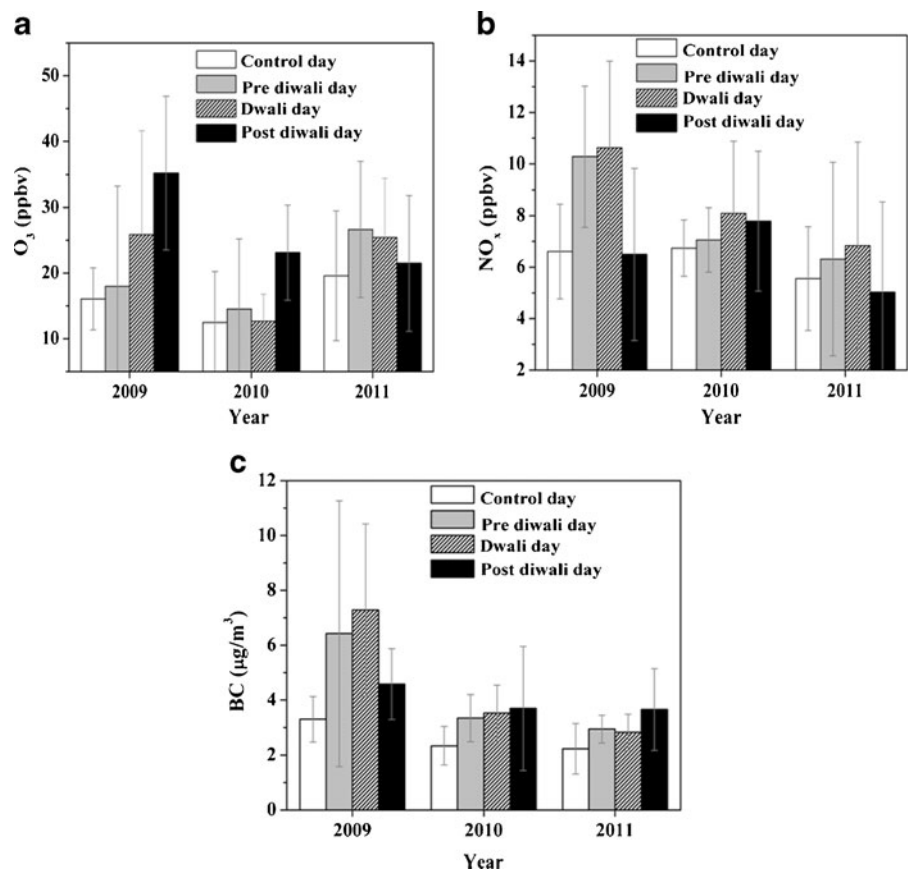 a
O3 (ppbv)
50
40
30
20
10
Control day
Pre diwali day
Dwali day
Post diwali day
2009 2010 2011
Year
b
NOx (ppbv)
14
12
10
8
6
4
2
Control day
Pre diwali day
Dwali day
Post diwali day
2009 2010 2011
Year
c
BC (µg/m³)
12
10
8
6
4
2
0
Control day
Pre diwali day
Dwali day
Post diwali day
2009 2010 2011
Year